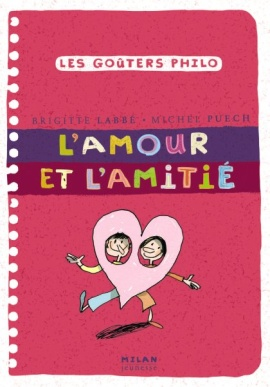 LES GOÛTERS PHILO
BRIGITTE LABBÉ • MICHEL PUECH
L'AMOUR
ET L'AMITIÉ
MILAN
jeunesse